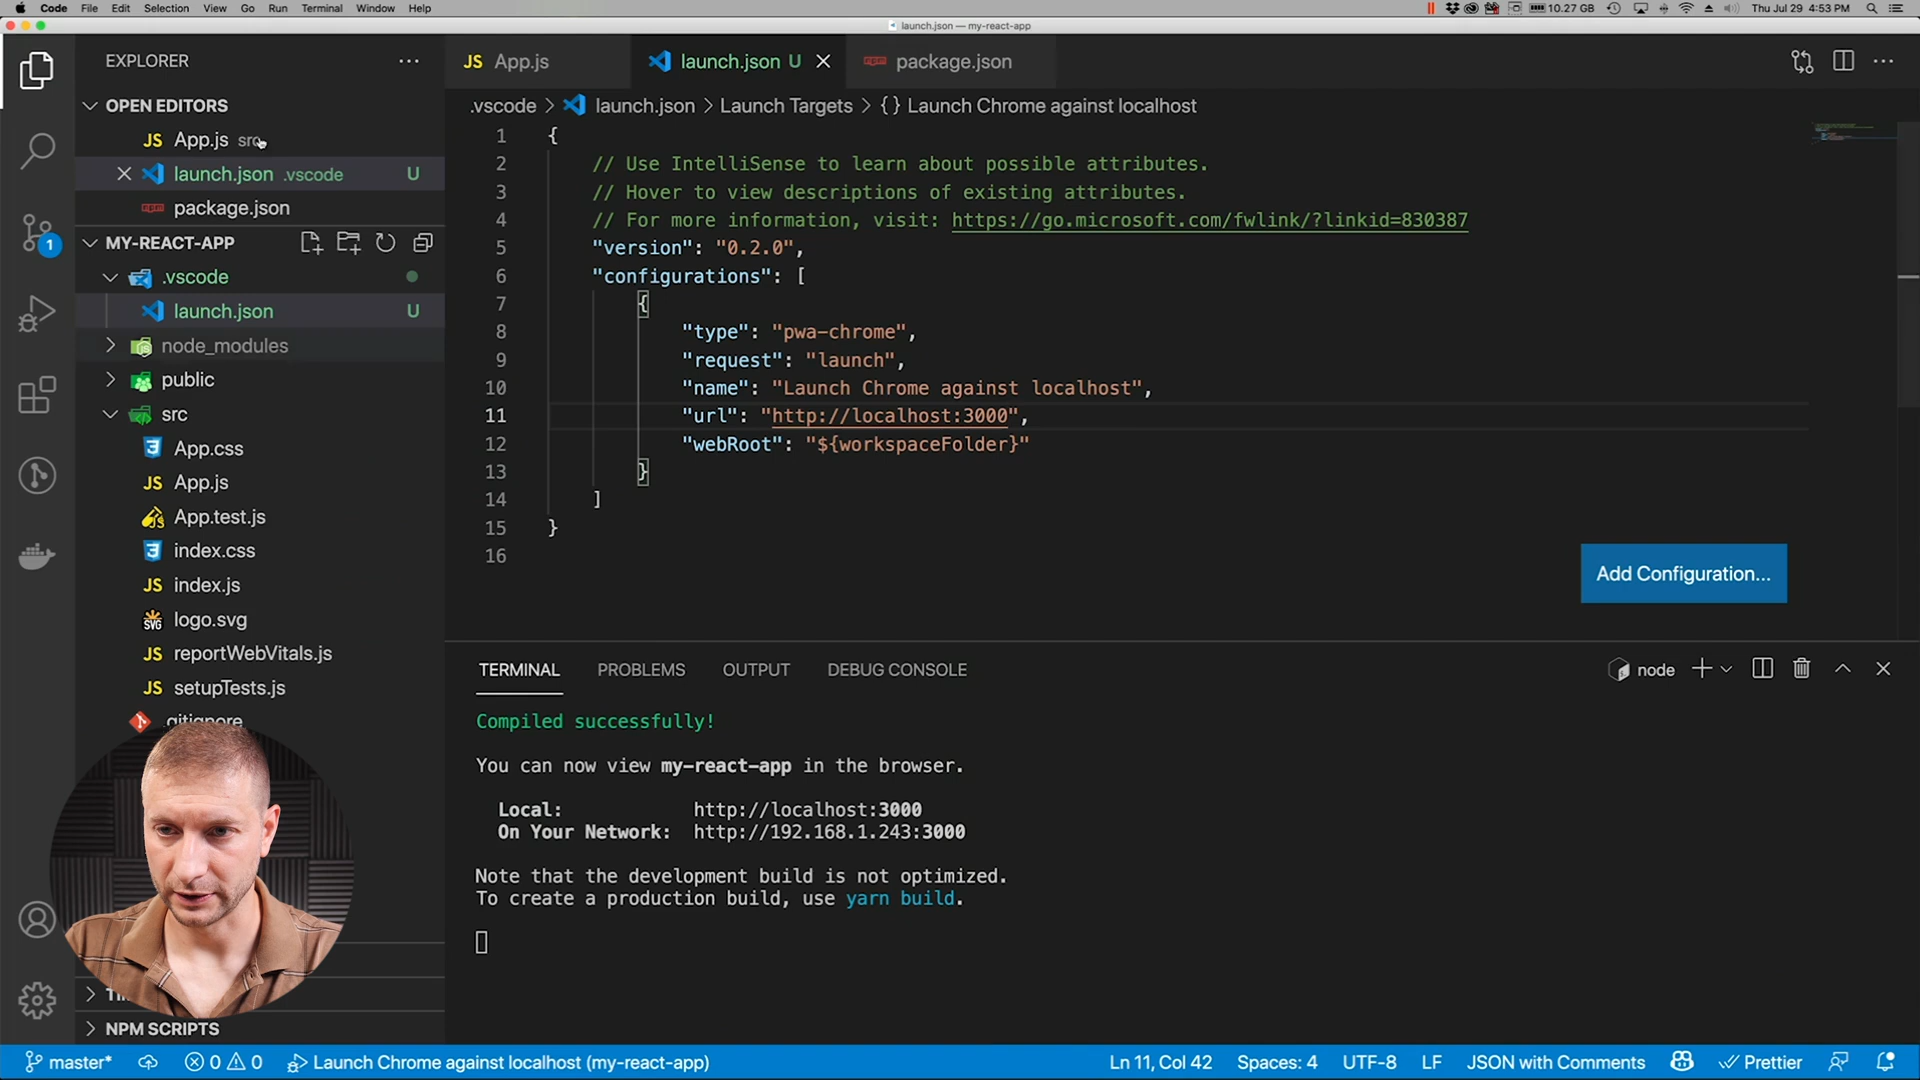 Code File Edit Selection View Go Run Terminal Window Help
10.27 GB Thu Jul 29 4:53 PM
launch.json — my-react-app
EXPLORER
OPEN EDITORS
JS App.js src
launch.json .vscode U
package.json
MY-REACT-APP
.vscode
launch.json U
node_modules
public
src
App.css
JS App.js
App.test.js
index.css
JS index.js
SVG logo.svg
JS reportWebVitals.js
JS setupTests.js
.gitignore
NPM SCRIPTS
1
JS App.js
launch.json U
package.json
.vscode > launch.json > Launch Targets > {} Launch Chrome against localhost
1 {
2 // Use IntelliSense to learn about possible attributes.
3 // Hover to view descriptions of existing attributes.
4 // For more information, visit: https://go.microsoft.com/fwlink/?linkid=830387
5 "version": "0.2.0",
6 "configurations": [
7 {
8 "type": "pwa-chrome",
9 "request": "launch",
10 "name": "Launch Chrome against localhost",
11 "url": "http://localhost:3000",
12 "webRoot": "${workspaceFolder}"
13 }
14 ]
15 }
16
Add Configuration...
TERMINAL PROBLEMS OUTPUT DEBUG CONSOLE
node
Compiled successfully!
You can now view my-react-app in the browser.
Local: http://localhost:3000
On Your Network: http://192.168.1.243:3000
Note that the development build is not optimized.
To create a production build, use yarn build.
master* 0 0 Launch Chrome against localhost (my-react-app) Ln 11, Col 42 Spaces: 4 UTF-8 LF JSON with Comments Prettier